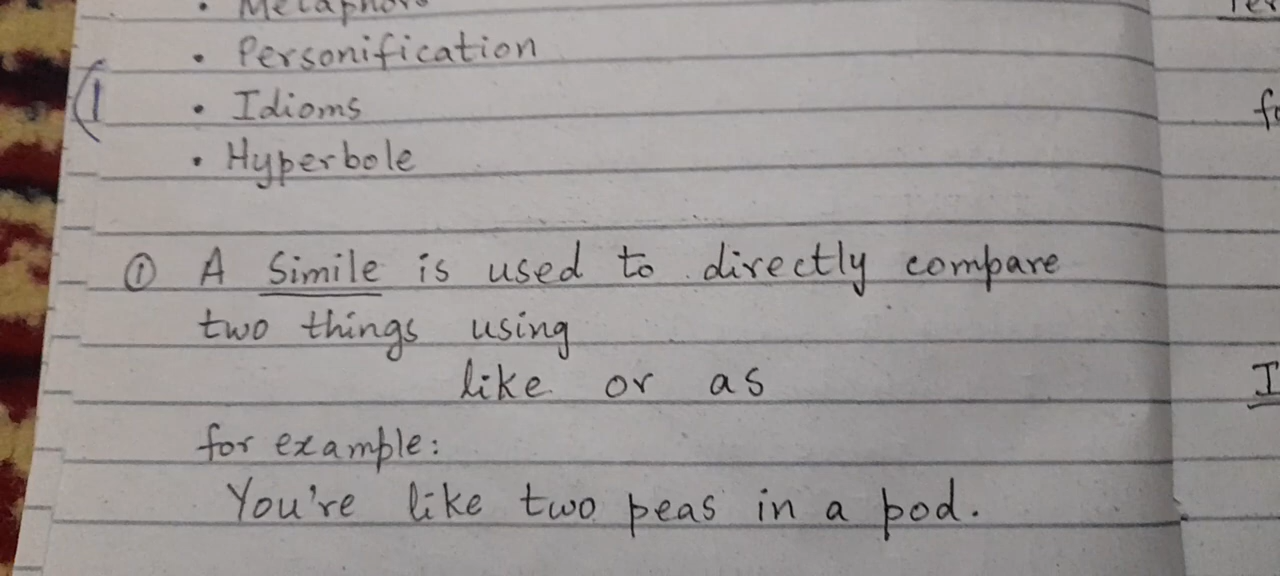 • Metaphors
• Personification
• Idioms
• Hyperbole
① A Simile is used to directly compare
two things using
like or as
for example:
You're like two peas in a pod.